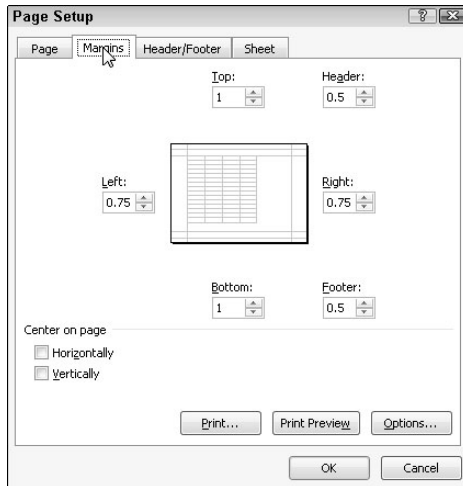 Page Setup
Page Margins Header/Footer Sheet
Top: Header:
1 0.5
Left: Right:
0.75 0.75
Bottom: Footer:
1 0.5
Center on page
Horizontally
Vertically
Print... Print Preview Options...
OK Cancel